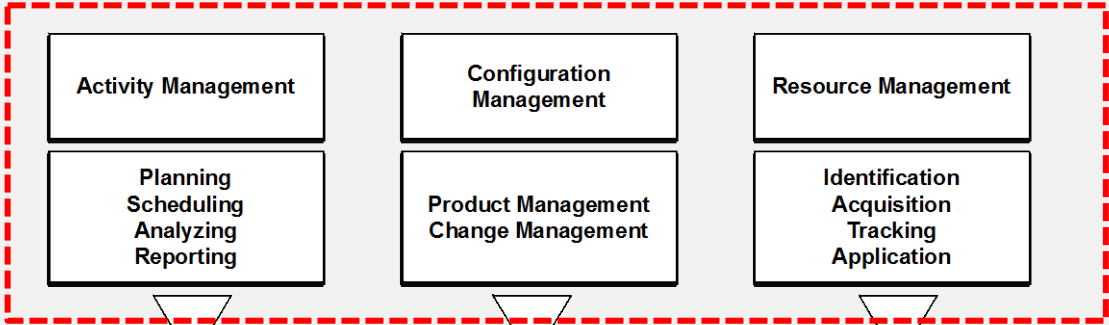 Activity Management
Configuration
Management
Resource Management
Planning
Scheduling
Analyzing
Reporting
Product Management
Change Management
Identification
Acquisition
Tracking
Application